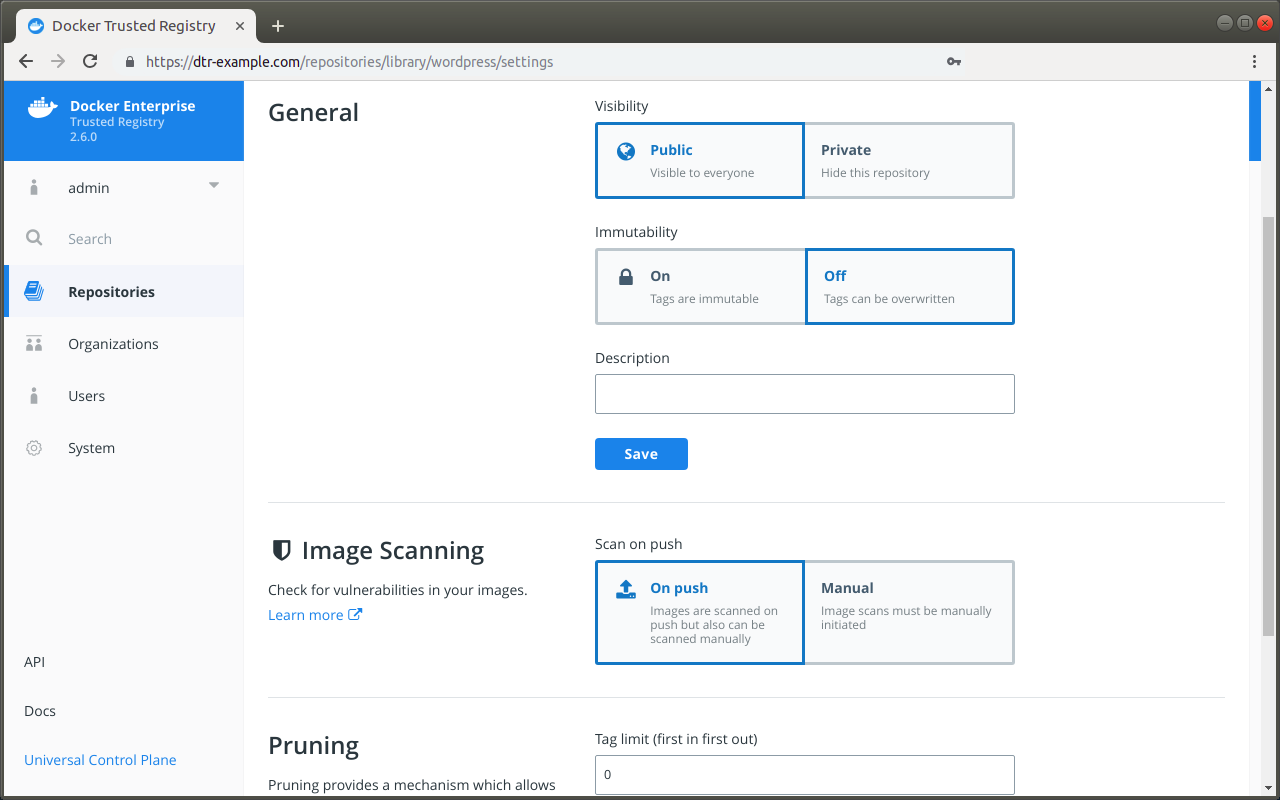 Docker Trusted Registry
https://dtr-example.com/repositories/library/wordpress/settings
Docker Enterprise
Trusted Registry
2.6.0
admin
Search
Repositories
Organizations
Users
System
API
Docs
Universal Control Plane
General
Visibility
Public
Visible to everyone
Private
Hide this repository
Immutability
On
Tags are immutable
Off
Tags can be overwritten
Description
Save
Image Scanning
Check for vulnerabilities in your images.
Learn more
Scan on push
On push
Images are scanned on
push but also can be
scanned manually
Manual
Image scans must be manually
initiated
Pruning
Pruning provides a mechanism which allows
Tag limit (first in first out)
0